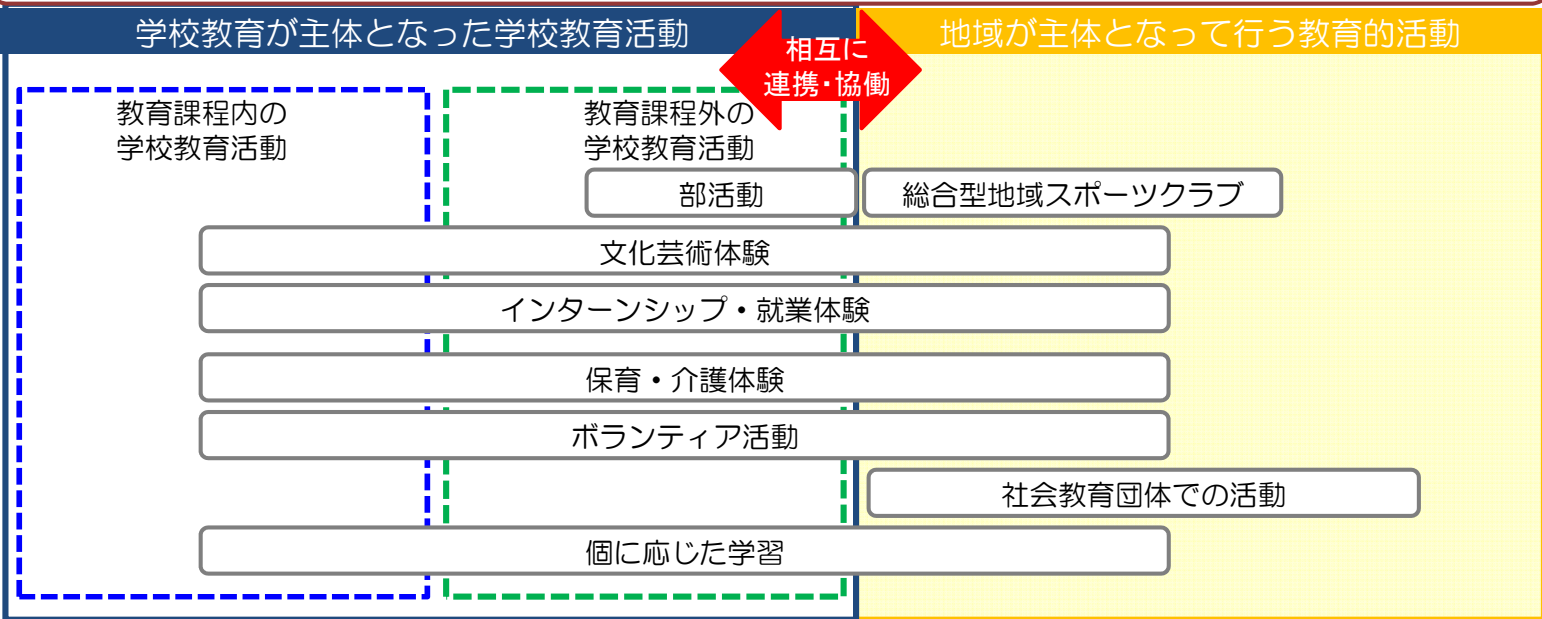 学校教育が主体となった学校教育活動
相互に
連携・協働
地域が主体となって行う教育的活動
教育課程内の
学校教育活動
教育課程外の
学校教育活動
部活動
総合型地域スポーツクラブ
文化芸術体験
インターンシップ・就業体験
保育・介護体験
ボランティア活動
社会教育団体での活動
個に応じた学習